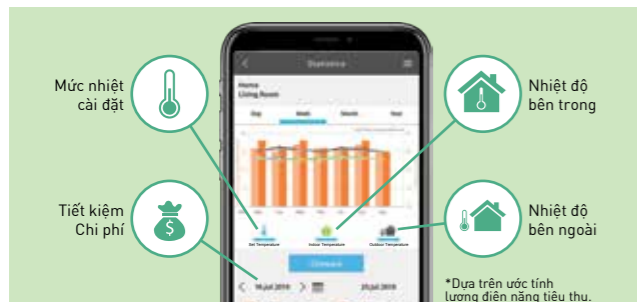 Mức nhiệt
cài đặt
Tiết kiệm
Chi phí
Statistics
Home
Living Room
Day Week Month Year
Set Temperature Indoor Temperature Outdoor Temperature
Compare
$
Nhiệt độ
bên trong
Nhiệt độ
bên ngoài
*Dựa trên ước tính
lượng điện năng tiêu thụ.